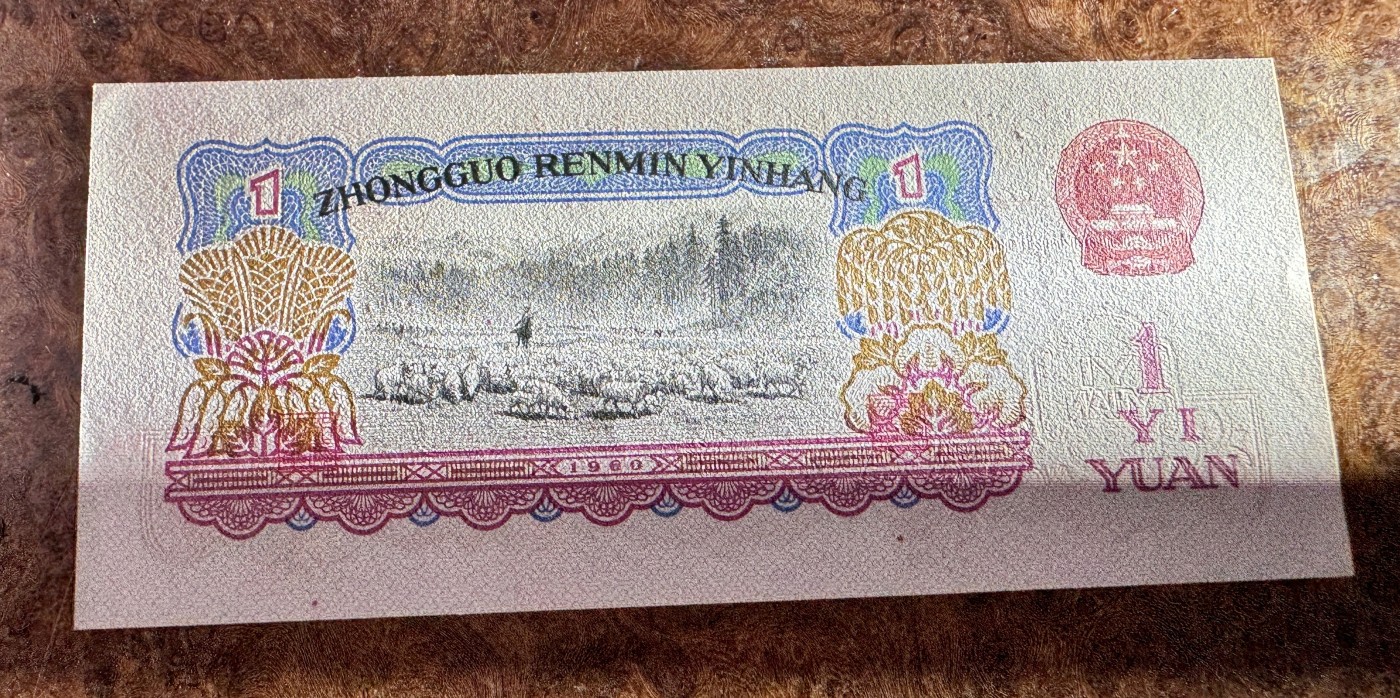 1 ZHONGGUO RENMIN YINHANG 1
1
YI
YUAN
1960